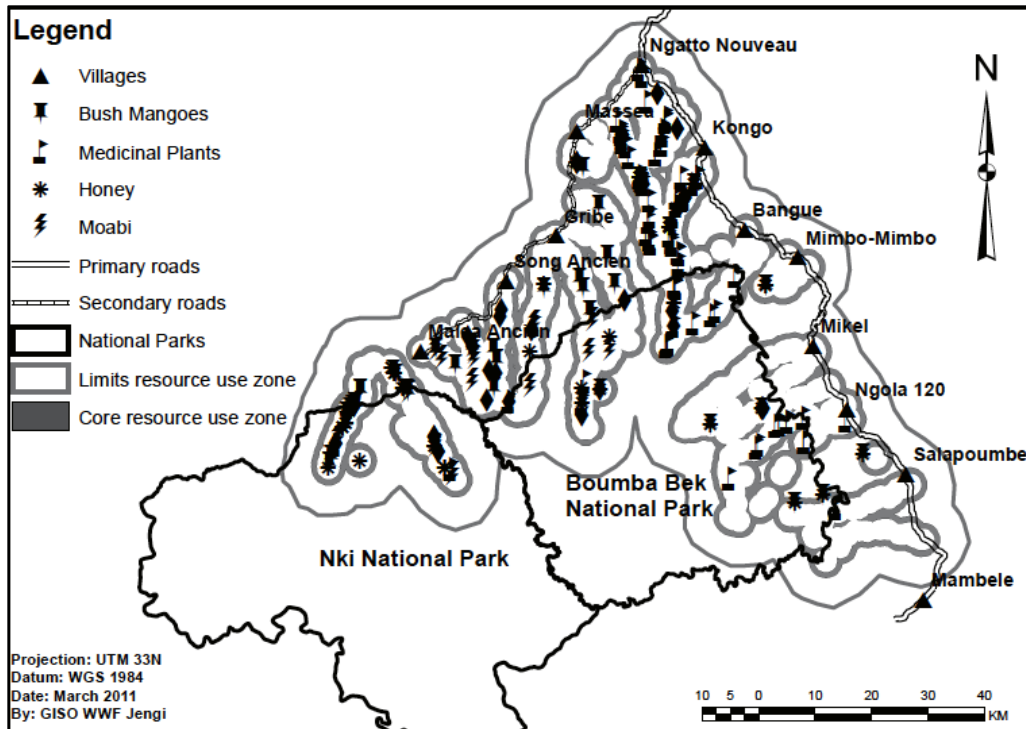 Legend
Villages
Bush Mangoes
Medicinal Plants
Honey
Moabi
Primary roads
Secondary roads
National Parks
Limits resource use zone
Core resource use zone
Ngatto Nouveau
N
Massea
Kongo
Gribe
Bangue
Mimbo-Mimbo
Song Ancien
Malea Ancien
Mikel
Ngola 120
Salapoumbe
Boumba Bek
National Park
Nki National Park
Mambele
Projection: UTM 33N
Datum: WGS 1984
Date: March 2011
By: GISO WWF Jengi
10 5 0 10 20 30 40
KM